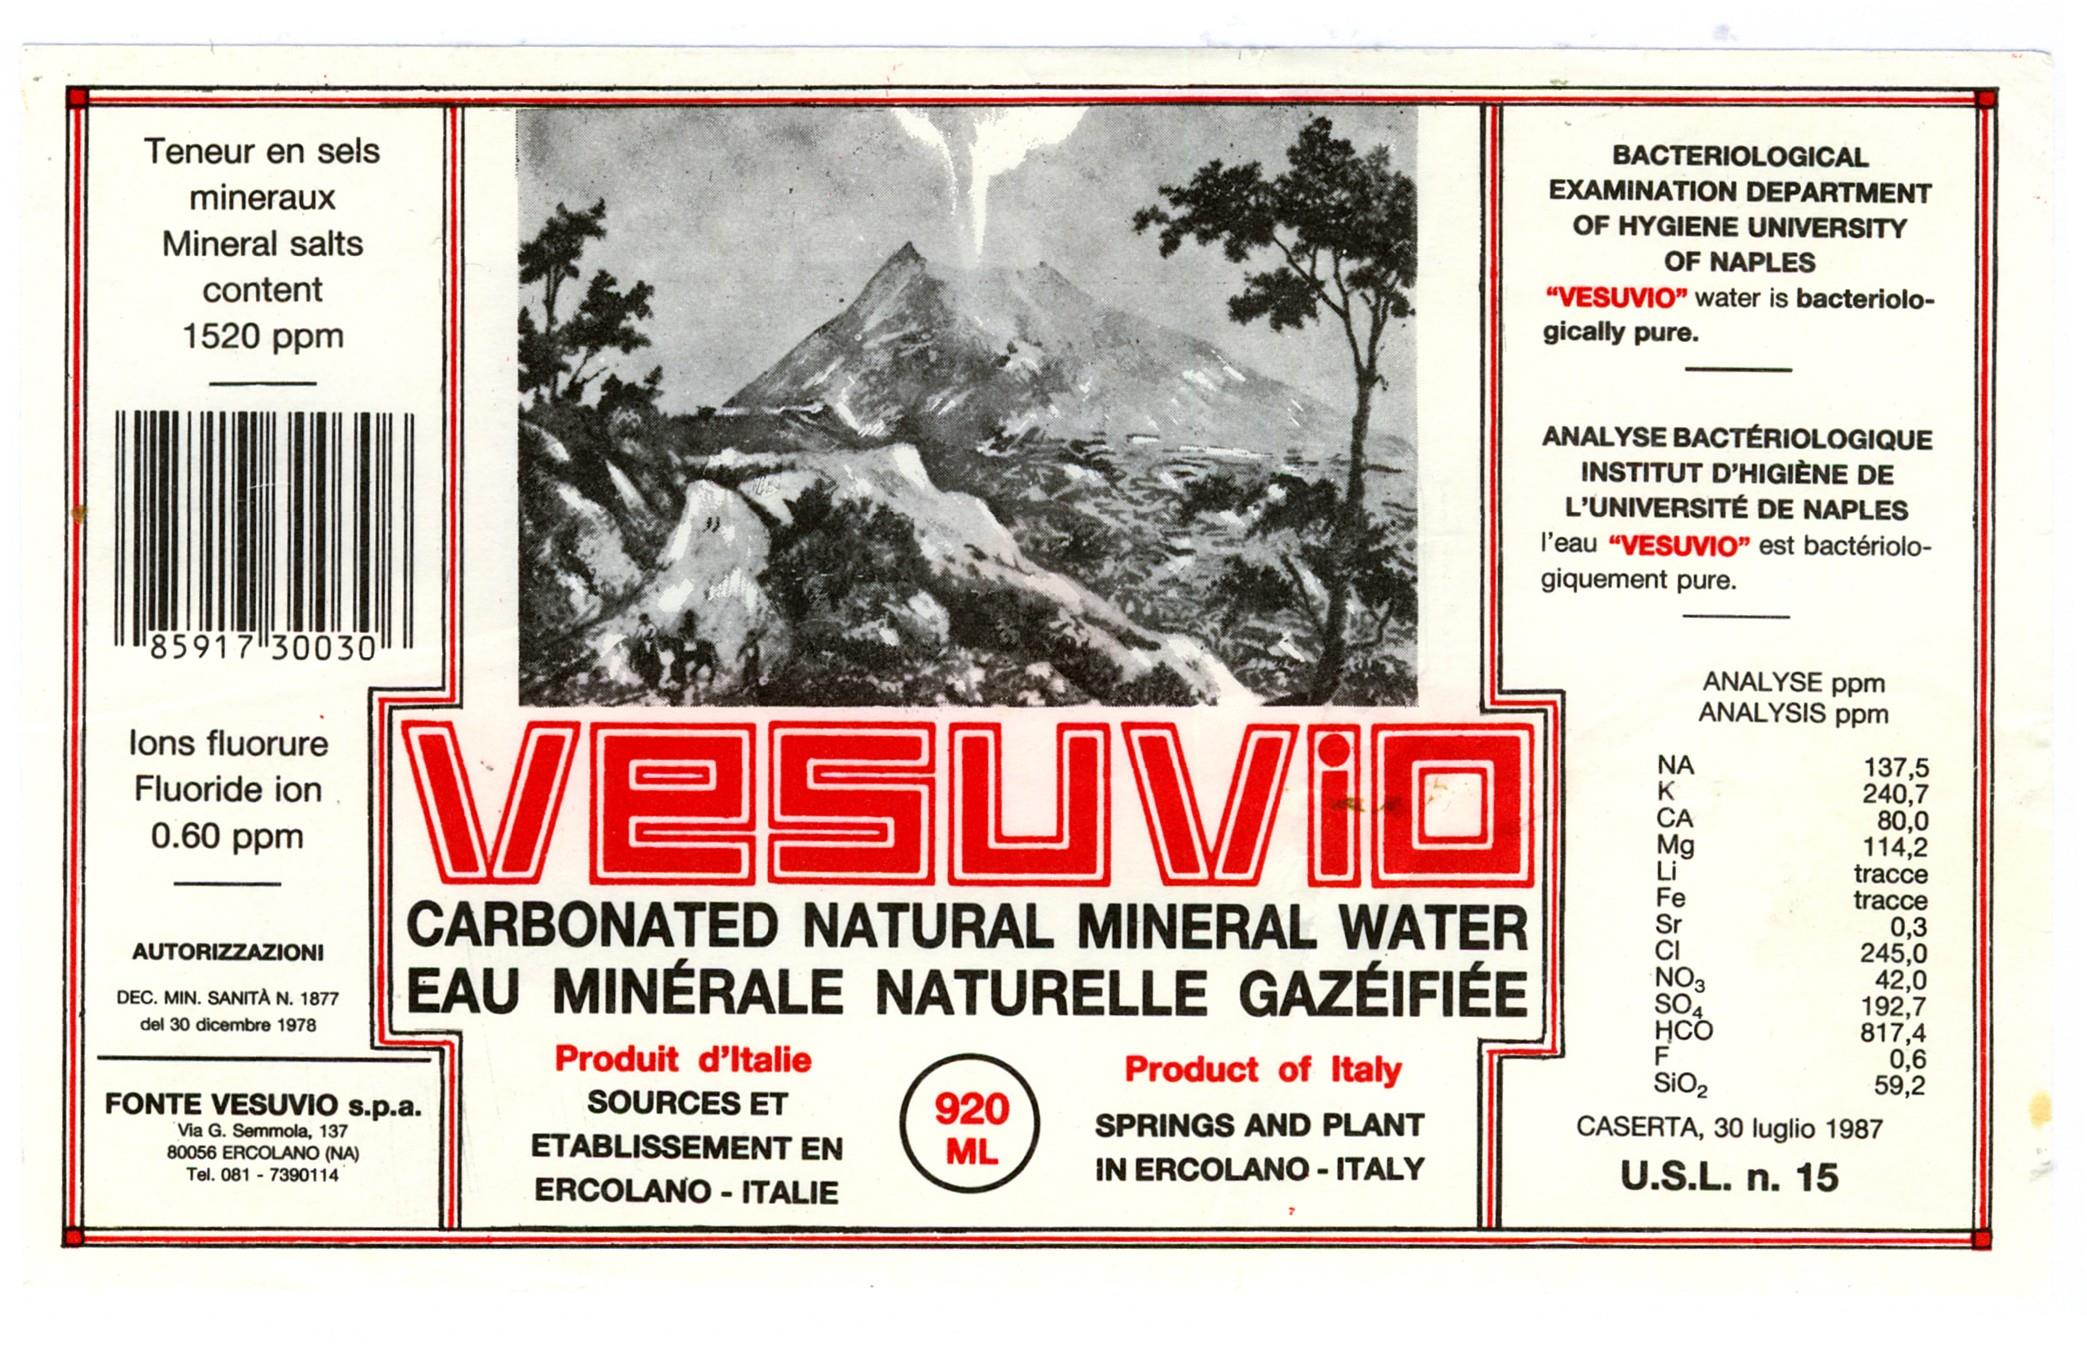 Teneur en sels
mineraux
Mineral salts
content
1520 ppm
85917 30030
Ions fluorure
Fluoride ion
0.60 ppm
AUTORIZZAZIONI
DEC. MIN. SANITÀ N. 1877
del 30 dicembre 1978
FONTE VESUVIO s.p.a.
Via G. Semmola, 137
80056 ERCOLANO (NA)
Tel. 081 - 7390114
VeSUViO
CARBONATED NATURAL MINERAL WATER
EAU MINÉRALE NATURELLE GAZÉIFIÉE
Produit d'Italie
SOURCES ET
ETABLISSEMENT EN
ERCOLANO - ITALIE
920
ML
Product of Italy
SPRINGS AND PLANT
IN ERCOLANO - ITALY
BACTERIOLOGICAL
EXAMINATION DEPARTMENT
OF HYGIENE UNIVERSITY
OF NAPLES
“VESUVIO” water is bacteriolo-
gically pure.
ANALYSE BACTÉRIOLOGIQUE
INSTITUT D'HIGIÈNE DE
L'UNIVERSITÉ DE NAPLES
l'eau “VESUVIO” est bactériolo-
giquement pure.
ANALYSE ppm
ANALYSIS ppm
NA 137,5
K 240,7
CA 80,0
Mg 114,2
Li tracce
Fe tracce
Sr 0,3
Cl 245,0
NO₃ 42,0
SO₄ 192,7
HCO 817,4
F 0,6
SiO₂ 59,2
CASERTA, 30 luglio 1987
U.S.L. n. 15